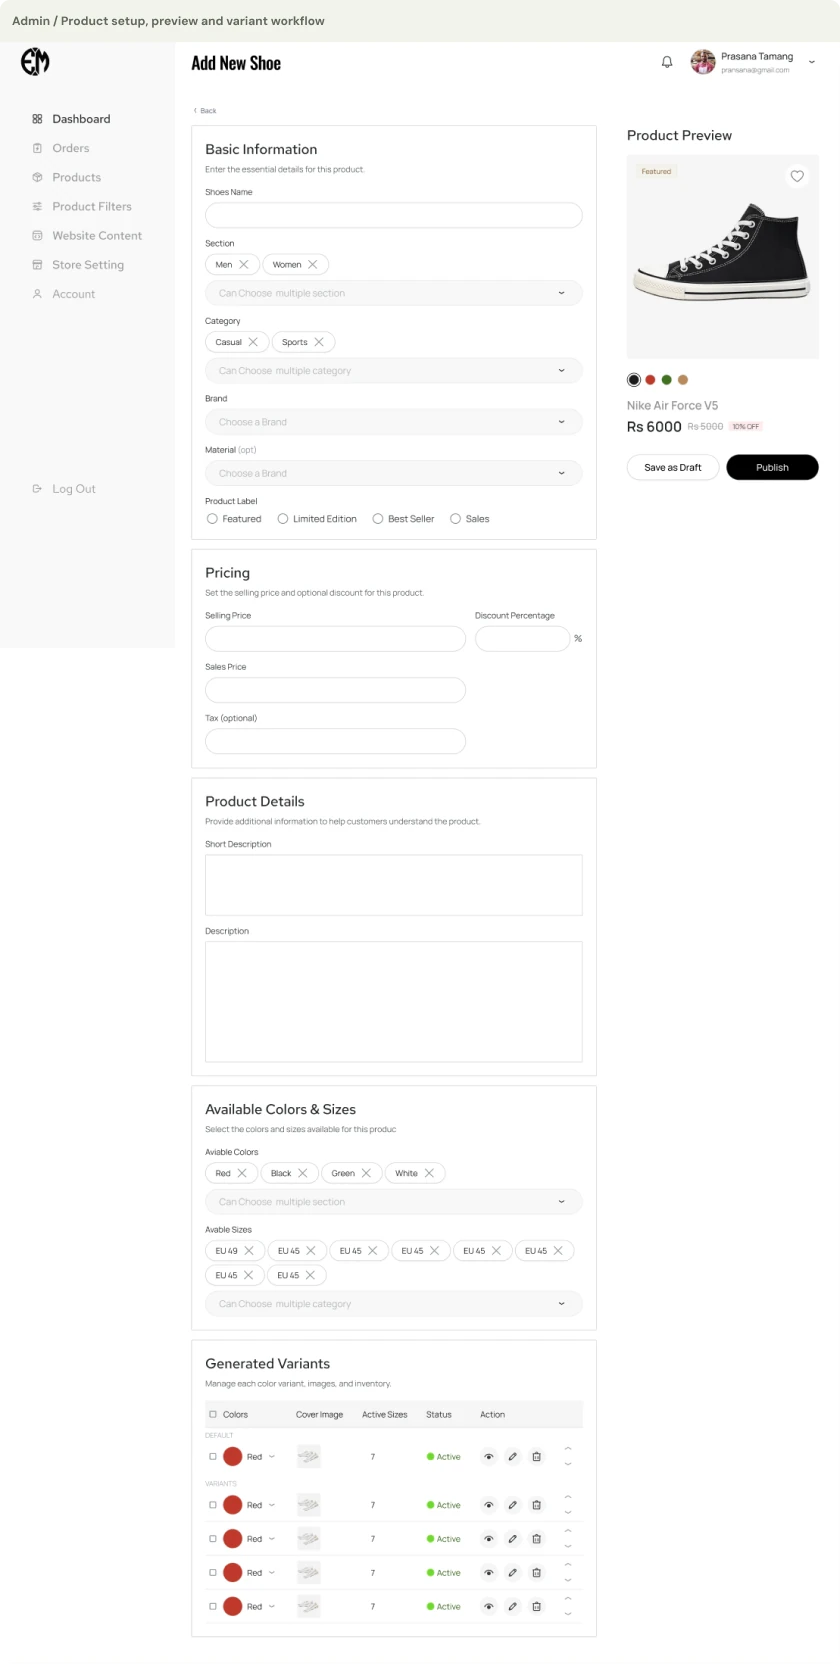 Admin / Product setup, preview and variant workflow
EM
Add New Shoe
Prasana Tamang
pransana@gmail.com
Dashboard
Orders
Products
Product Filters
Website Content
Store Setting
Account
Log Out
Back
Basic Information
Enter the essential details for this product.
Shoes Name
Section
Men
Women
Can Choose multiple section
Category
Casual
Sports
Can Choose multiple category
Brand
Choose a Brand
Material (opt)
Choose a Brand
Product Label
Featured
Limited Edition
Best Seller
Sales
Product Preview
Featured
Nike Air Force V5
Rs 6000 Rs 5000 10% OFF
Save as Draft
Publish
Pricing
Set the selling price and optional discount for this product.
Selling Price
Discount Percentage
%
Sales Price
Tax (optional)
Product Details
Provide additional information to help customers understand the product.
Short Description
Description
Available Colors & Sizes
Select the colors and sizes available for this produc
Aviable Colors
Red
Black
Green
White
Can Choose multiple section
Avable Sizes
EU 49
EU 45
EU 45
EU 45
EU 45
EU 45
EU 45
EU 45
Can Choose multiple category
Generated Variants
Manage each color variant, images, and inventory.
Colors Cover Image Active Sizes Status Action
DEFAULT
Red 7 Active
VARIANTS
Red 7 Active
Red 7 Active
Red 7 Active
Red 7 Active